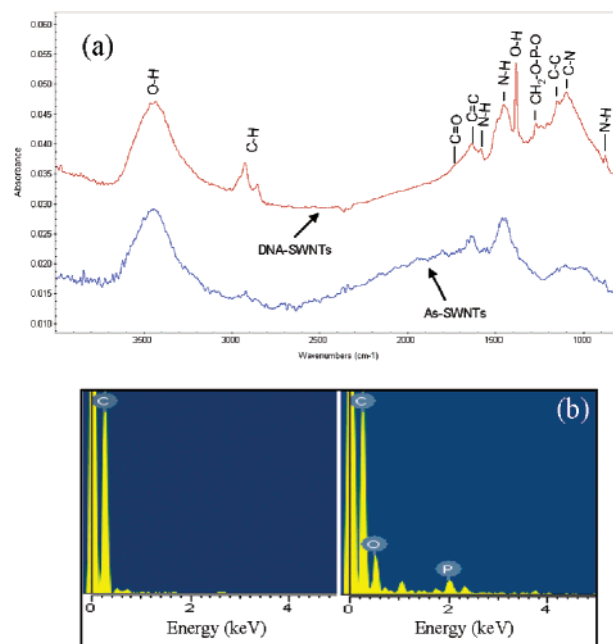 (a)
0.060
0.055
0.050
0.045
0.040
0.035
0.030
0.025
0.020
0.015
0.010
Absorbance
O-H
C-H
C=O
C=C
N-H
N-H
O-H
CH2-O-P-O
C-C
C-N
N-H
DNA-SWNTs
As-SWNTs
3500 3000 2500 2000 1500 1000
Wavenumbers (cm-1)
(b)
C
C
O
P
0 2 4
0 2 4
Energy (keV)
Energy (keV)